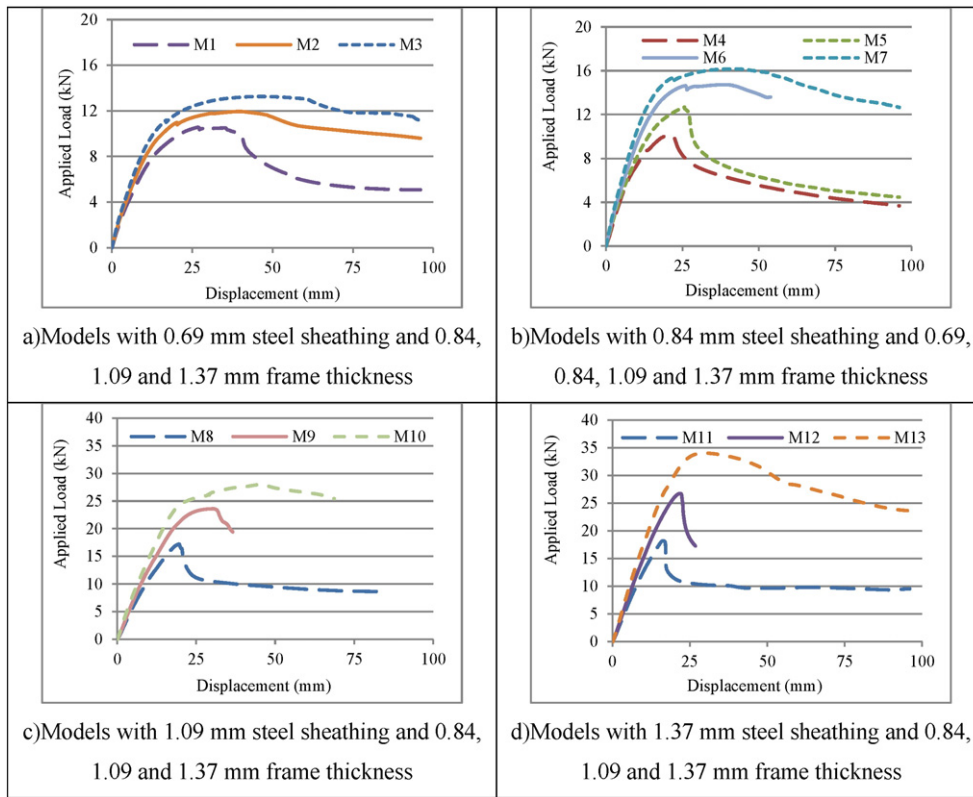 20
16
12
8
4
0
Applied Load (kN)
M1 M2 M3
0 25 50 75 100
Displacement (mm)
a)Models with 0.69 mm steel sheathing and 0.84,
1.09 and 1.37 mm frame thickness
20
16
12
8
4
0
Applied Load (kN)
M4 M5
M6 M7
0 25 50 75 100
Displacement (mm)
b)Models with 0.84 mm steel sheathing and 0.69,
0.84, 1.09 and 1.37 mm frame thickness
40
35
30
25
20
15
10
5
0
Applied Load (kN)
M8 M9 M10
0 25 50 75 100
Displacement (mm)
c)Models with 1.09 mm steel sheathing and 0.84,
1.09 and 1.37 mm frame thickness
40
35
30
25
20
15
10
5
0
Applied Load (kN)
M11 M12 M13
0 25 50 75 100
Displacement (mm)
d)Models with 1.37 mm steel sheathing and 0.84,
1.09 and 1.37 mm frame thickness